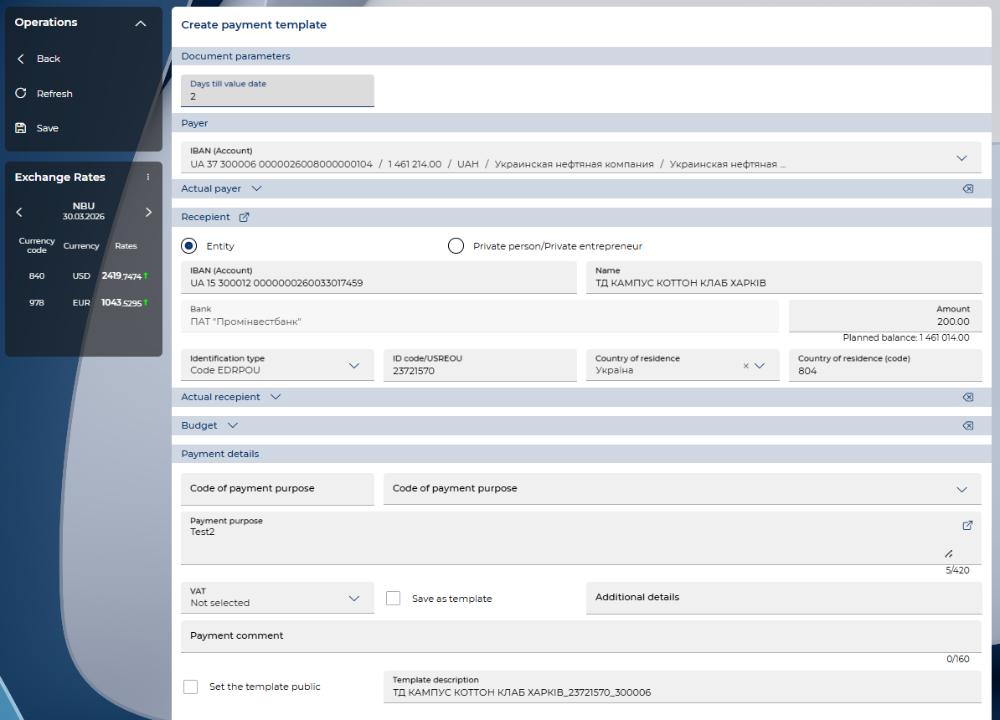 Operations
Back
Refresh
Save
Exchange Rates
NBU
30.03.2026
Currency code Currency Rates
840 USD 2419.7474
978 EUR 1043.5295
Create payment template
Document parameters
Days till value date
2
Payer
IBAN (Account)
UA 37 300006 0000026008000000104 / 1 461 214.00 / UAH / Украинская нефтяная компания / Украинская нефтяная ...
Actual payer
Recepient
Entity Private person/Private entrepreneur
IBAN (Account) Name
UA 15 300012 0000000260033017459 ТД КАМПУС КОТТОН КЛАБ ХАРКІВ
Bank Amount
ПАТ "Промінвестбанк" 200.00
Planned balance: 1 461 014.00
Identification type ID code/USREOU Country of residence Country of residence (code)
Code EDRPOU 23721570 Україна × 804
Actual recepient
Budget
Payment details
Code of payment purpose Code of payment purpose
Payment purpose
Test2
5/420
VAT
Not selected Save as template Additional details
Payment comment
0/160
Set the template public
Template description
ТД КАМПУС КОТТОН КЛАБ ХАРКІВ_23721570_300006